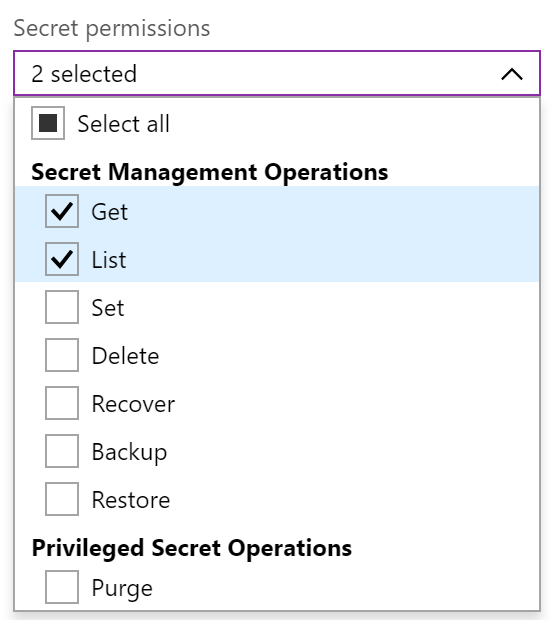 Secret permissions
2 selected
Select all
Secret Management Operations
Get
List
Set
Delete
Recover
Backup
Restore
Privileged Secret Operations
Purge